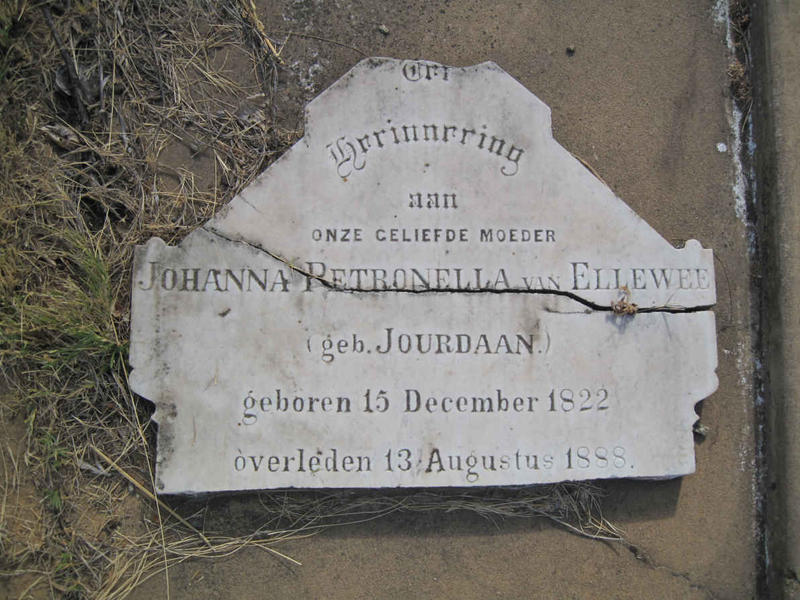 Ter
Herinnering
aan
ONZE GELIEFDE MOEDER
JOHANNA PETRONELLA VAN ELLEWEE
(geb. JOURDAAN.)
geboren 15 December 1822
overleden 13 Augustus 1888.